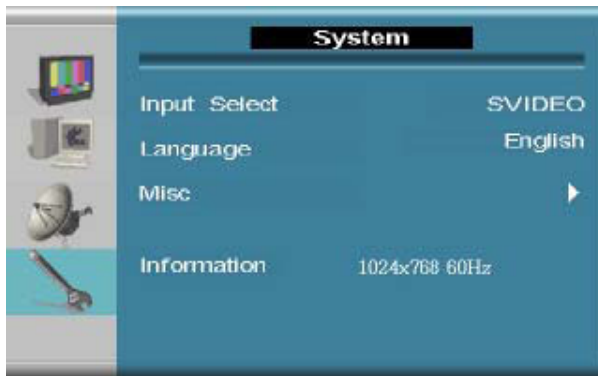 System
Input Select SVIDEO
Language English
Misc
Information 1024x768 60Hz